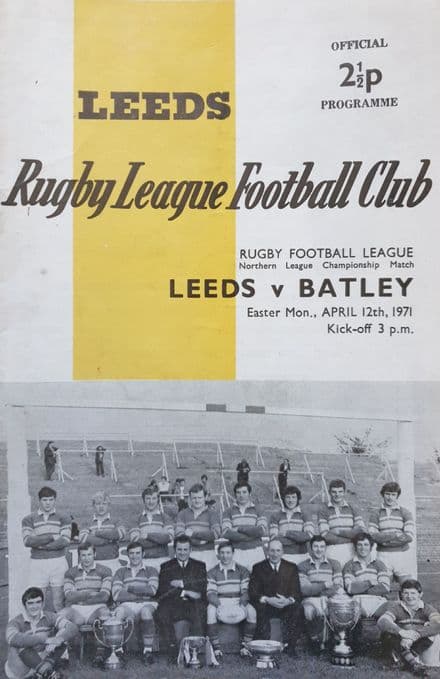 OFFICIAL
2½p
PROGRAMME
LEEDS
Rugby League Football Club
RUGBY FOOTBALL LEAGUE
Northern League Championship Match
LEEDS v BATLEY
Easter Mon., APRIL 12th, 1971
Kick-off 3 p.m.